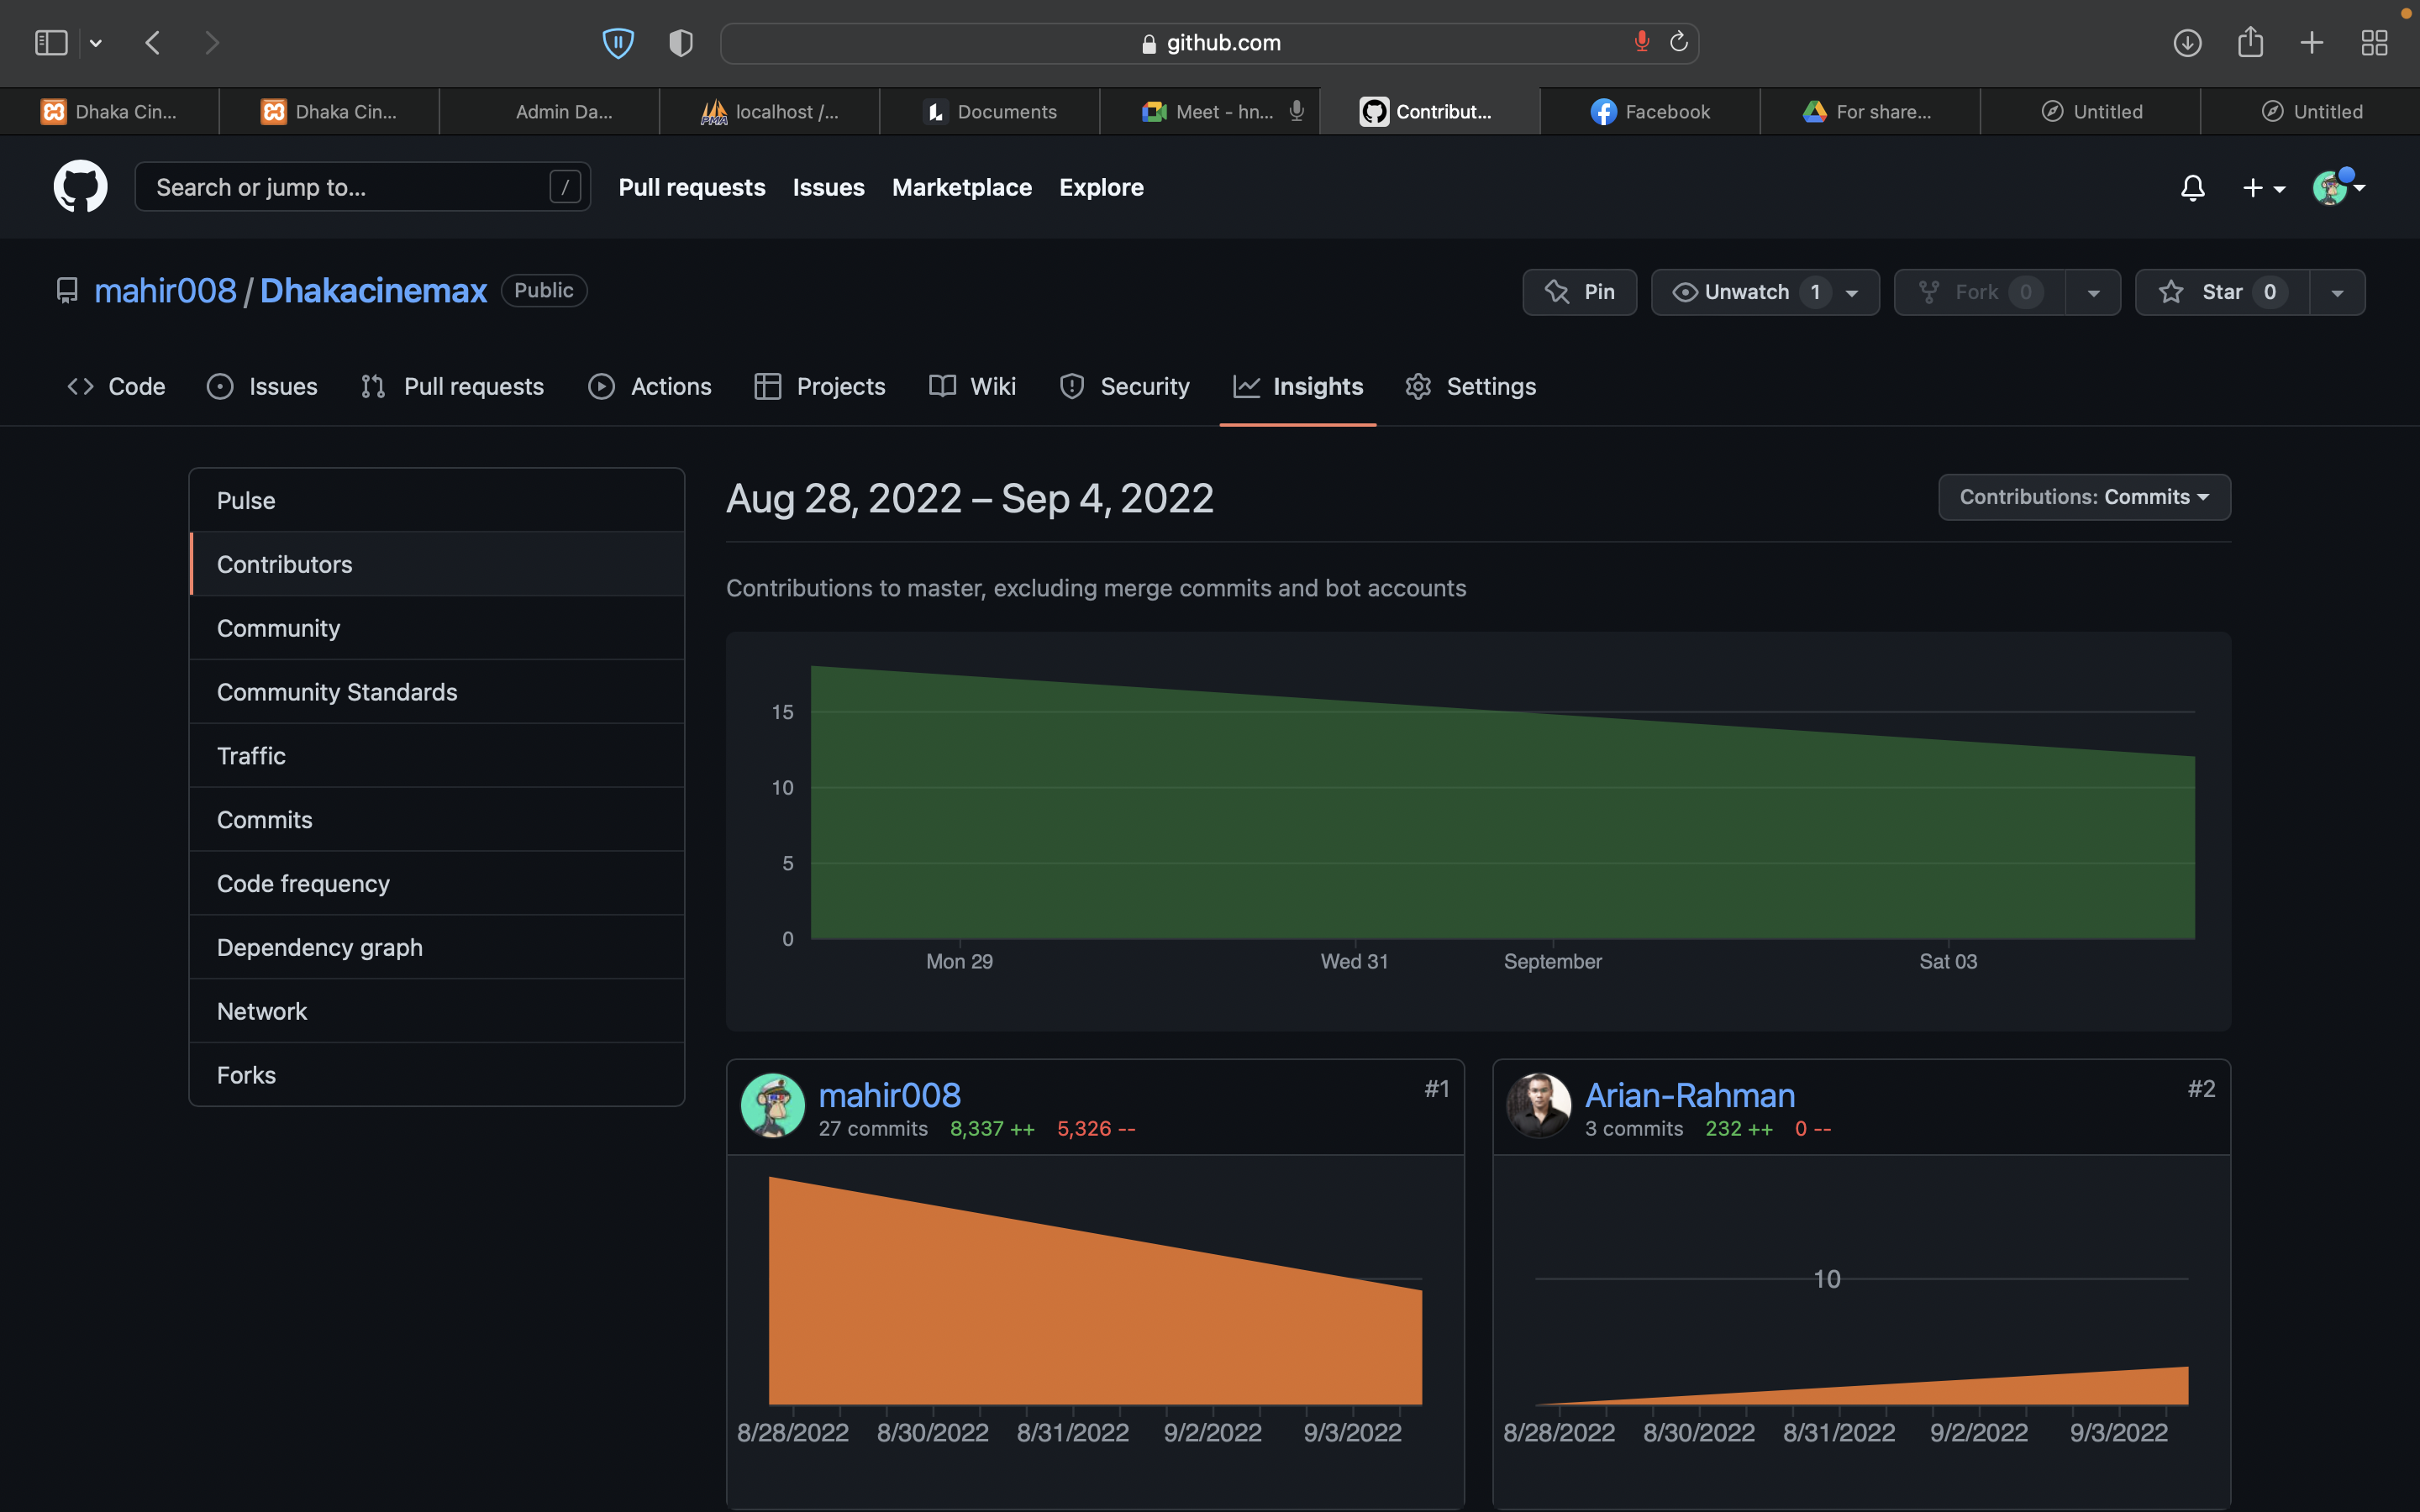 github.com
Dhaka Cin...
Dhaka Cin...
Admin Da...
PMA
localhost /...
Documents
Meet - hn...
Contribut...
Facebook
For share...
Untitled
Untitled
Search or jump to...
/
Pull requests
Issues
Marketplace
Explore
mahir008 / Dhakacinemax
Public
Pin
Unwatch 1
Fork 0
Star 0
Code
Issues
Pull requests
Actions
Projects
Wiki
Security
Insights
Settings
Pulse
Contributors
Community
Community Standards
Traffic
Commits
Code frequency
Dependency graph
Network
Forks
Aug 28, 2022 – Sep 4, 2022
Contributions: Commits
Contributions to master, excluding merge commits and bot accounts
15
10
5
0
Mon 29
Wed 31
September
Sat 03
mahir008
#1
27 commits 8,337 ++ 5,326 --
8/28/2022 8/30/2022 8/31/2022 9/2/2022 9/3/2022
Arian-Rahman
#2
3 commits 232 ++ 0 --
10
8/28/2022 8/30/2022 8/31/2022 9/2/2022 9/3/2022